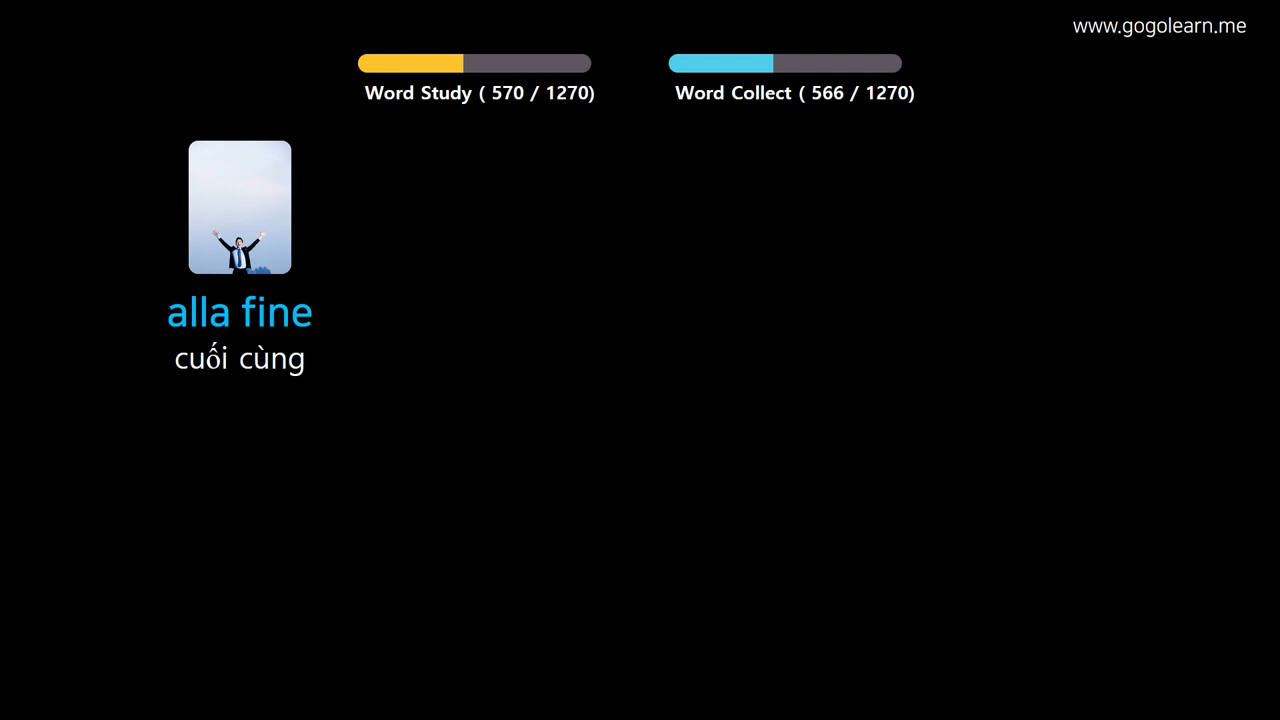 www.gogolearn.me
Word Study ( 570 / 1270)
Word Collect ( 566 / 1270)
alla fine
cuối cùng